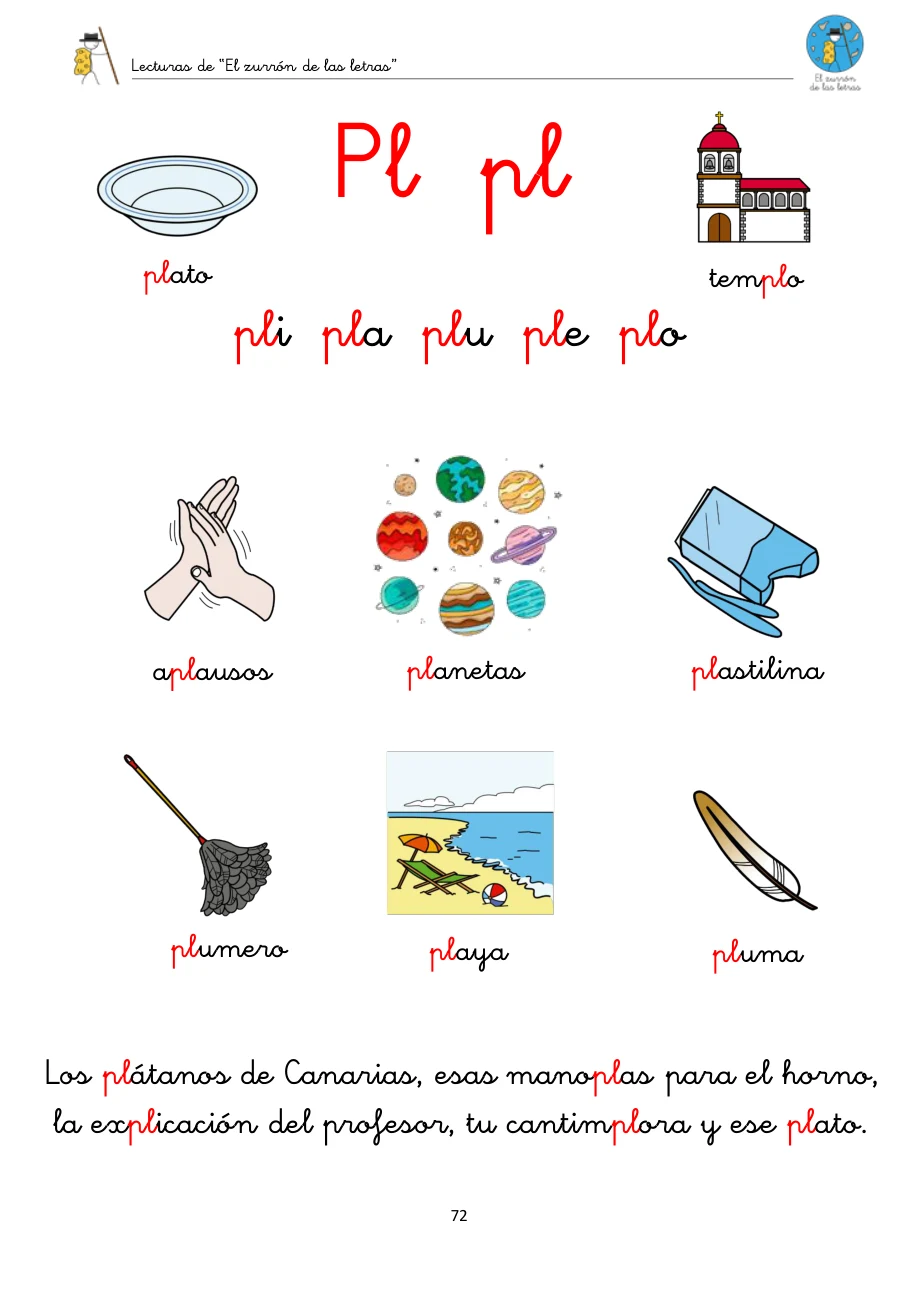 Lecturas de “El zurrón de las letras”
El zurrón
de las letras
Pl pl
plato
templo
pli pla plu ple plo
aplausos planetas plastilina
plumero playa pluma
Los plátanos de Canarias, esas manoplas para el horno,
la explicación del profesor, tu cantimplora y ese plato.
72